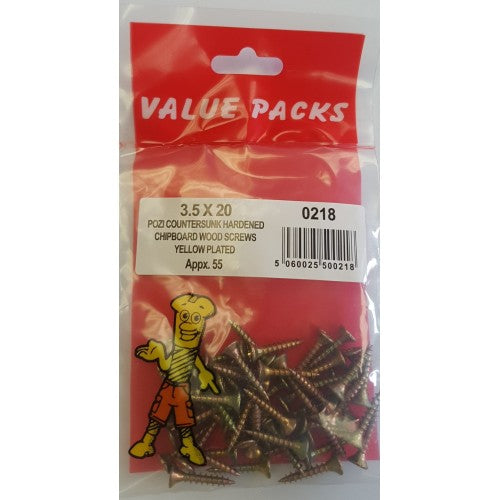 VALUE PACKS
3.5 X 20
POZI COUNTERSUNK HARDENED
CHIPBOARD WOOD SCREWS
YELLOW PLATED
Appx. 55
0218
5 060025 500218